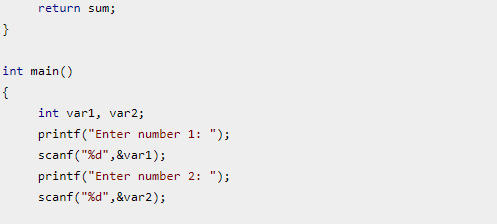 return sum;
}
int main()
{
int var1, var2;
printf("Enter number 1: ");
scanf("%d",&var1);
printf("Enter number 2: ");
scanf("%d",&var2);